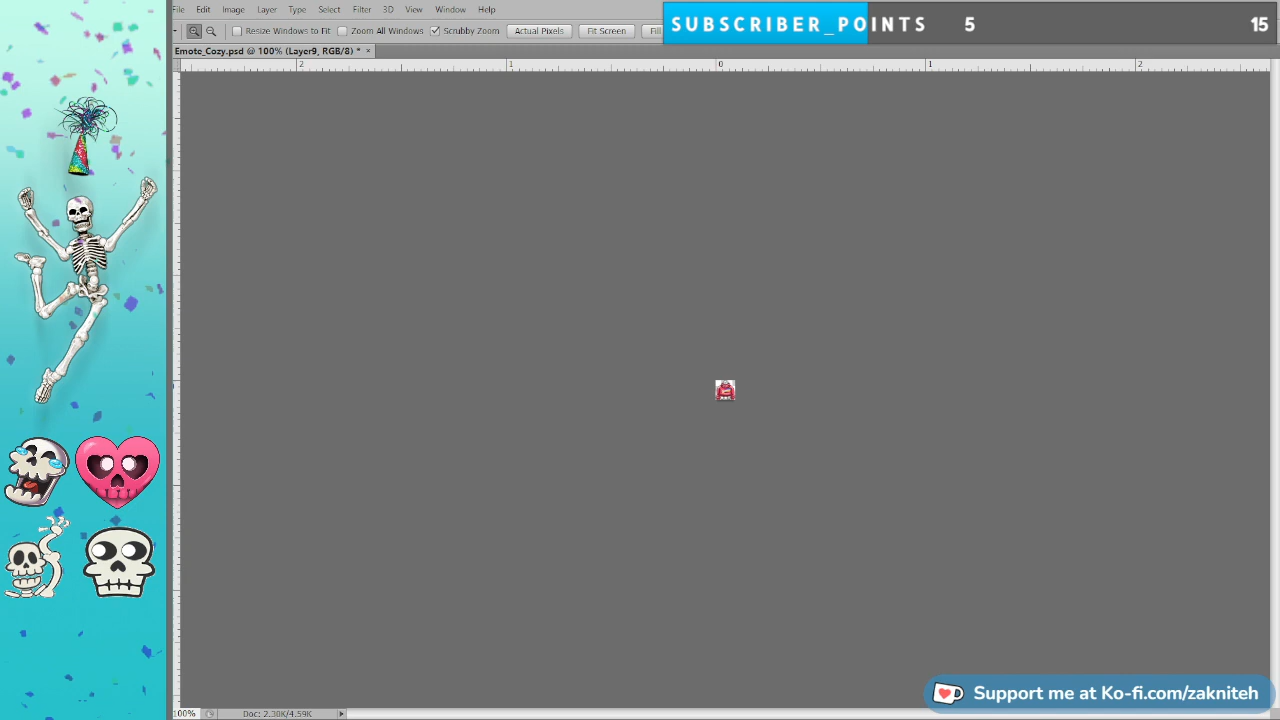 File Edit Image Layer Type Select Filter 3D View Window Help
SUBSCRIBER_POINTS 5 15
Resize Windows to Fit Zoom All Windows Scrubby Zoom Actual Pixels Fit Screen Fill
Emote_Cozy.psd @ 100% (Layer9, RGB/8) * ×
2 1 0 1 2
Support me at Ko-fi.com/zakniteh
100% Doc: 2.30K/4.59K